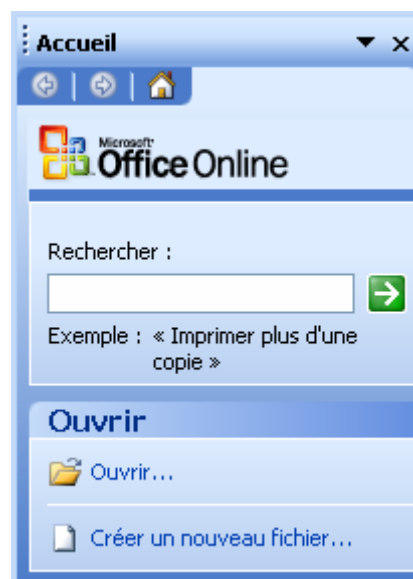 Accueil
Microsoft
Office Online
Rechercher :
Exemple : « Imprimer plus d'une
copie »
Ouvrir
Ouvrir...
Créer un nouveau fichier...